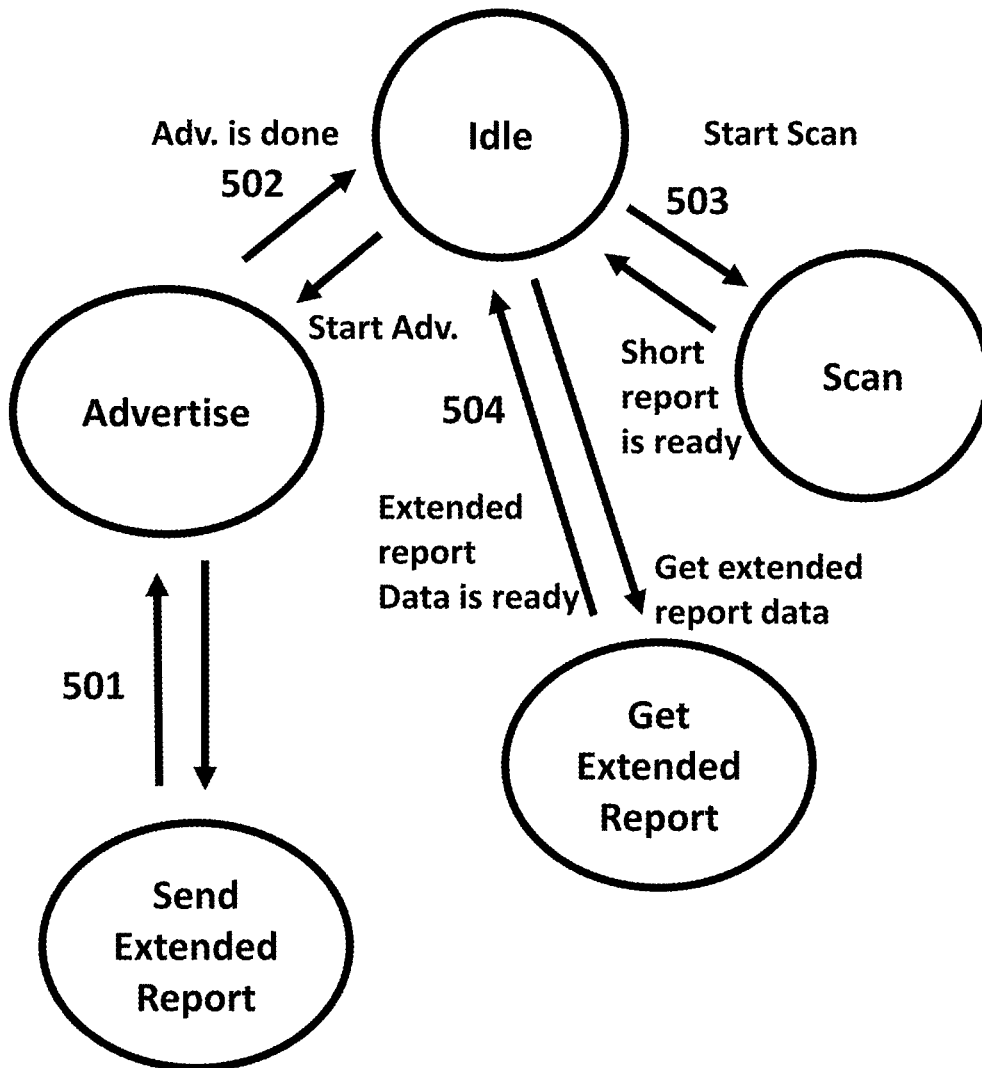 Idle
Adv. is done
502
Start Scan
503
Start Adv.
Short
report
is ready
Scan
Advertise
504
Extended
report
Data is ready
Get extended
report data
501
Get
Extended
Report
Send
Extended
Report